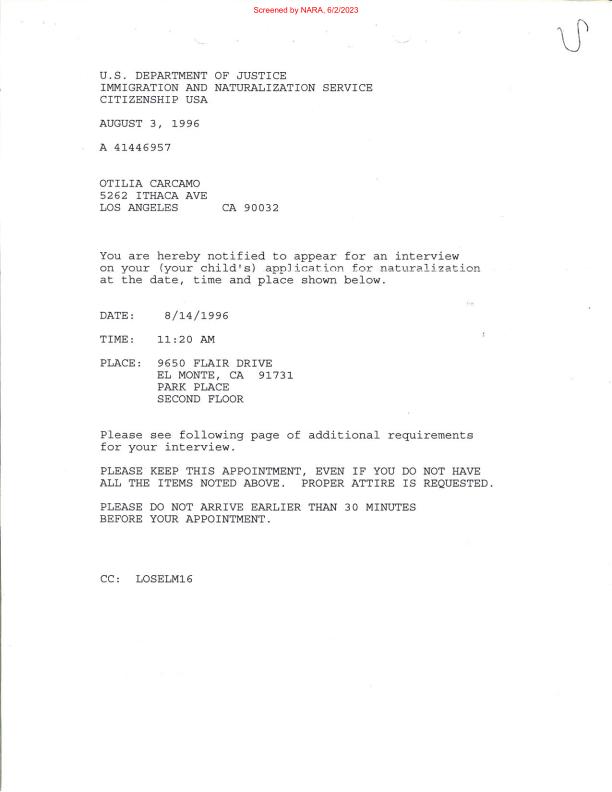 Screened by NARA, 6/2/2023
U.S. DEPARTMENT OF JUSTICE
IMMIGRATION AND NATURALIZATION SERVICE
CITIZENSHIP USA
AUGUST 3, 1996
A 41446957
OTILIA CARCAMO
5262 ITHACA AVE
LOS ANGELES CA 90032
You are hereby notified to appear for an interview
on your (your child's) application for naturalization
at the date, time and place shown below.
DATE: 8/14/1996
TIME: 11:20 AM
PLACE: 9650 FLAIR DRIVE
EL MONTE, CA 91731
PARK PLACE
SECOND FLOOR
Please see following page of additional requirements
for your interview.
PLEASE KEEP THIS APPOINTMENT, EVEN IF YOU DO NOT HAVE
ALL THE ITEMS NOTED ABOVE. PROPER ATTIRE IS REQUESTED.
PLEASE DO NOT ARRIVE EARLIER THAN 30 MINUTES
BEFORE YOUR APPOINTMENT.
CC: LOSELM16